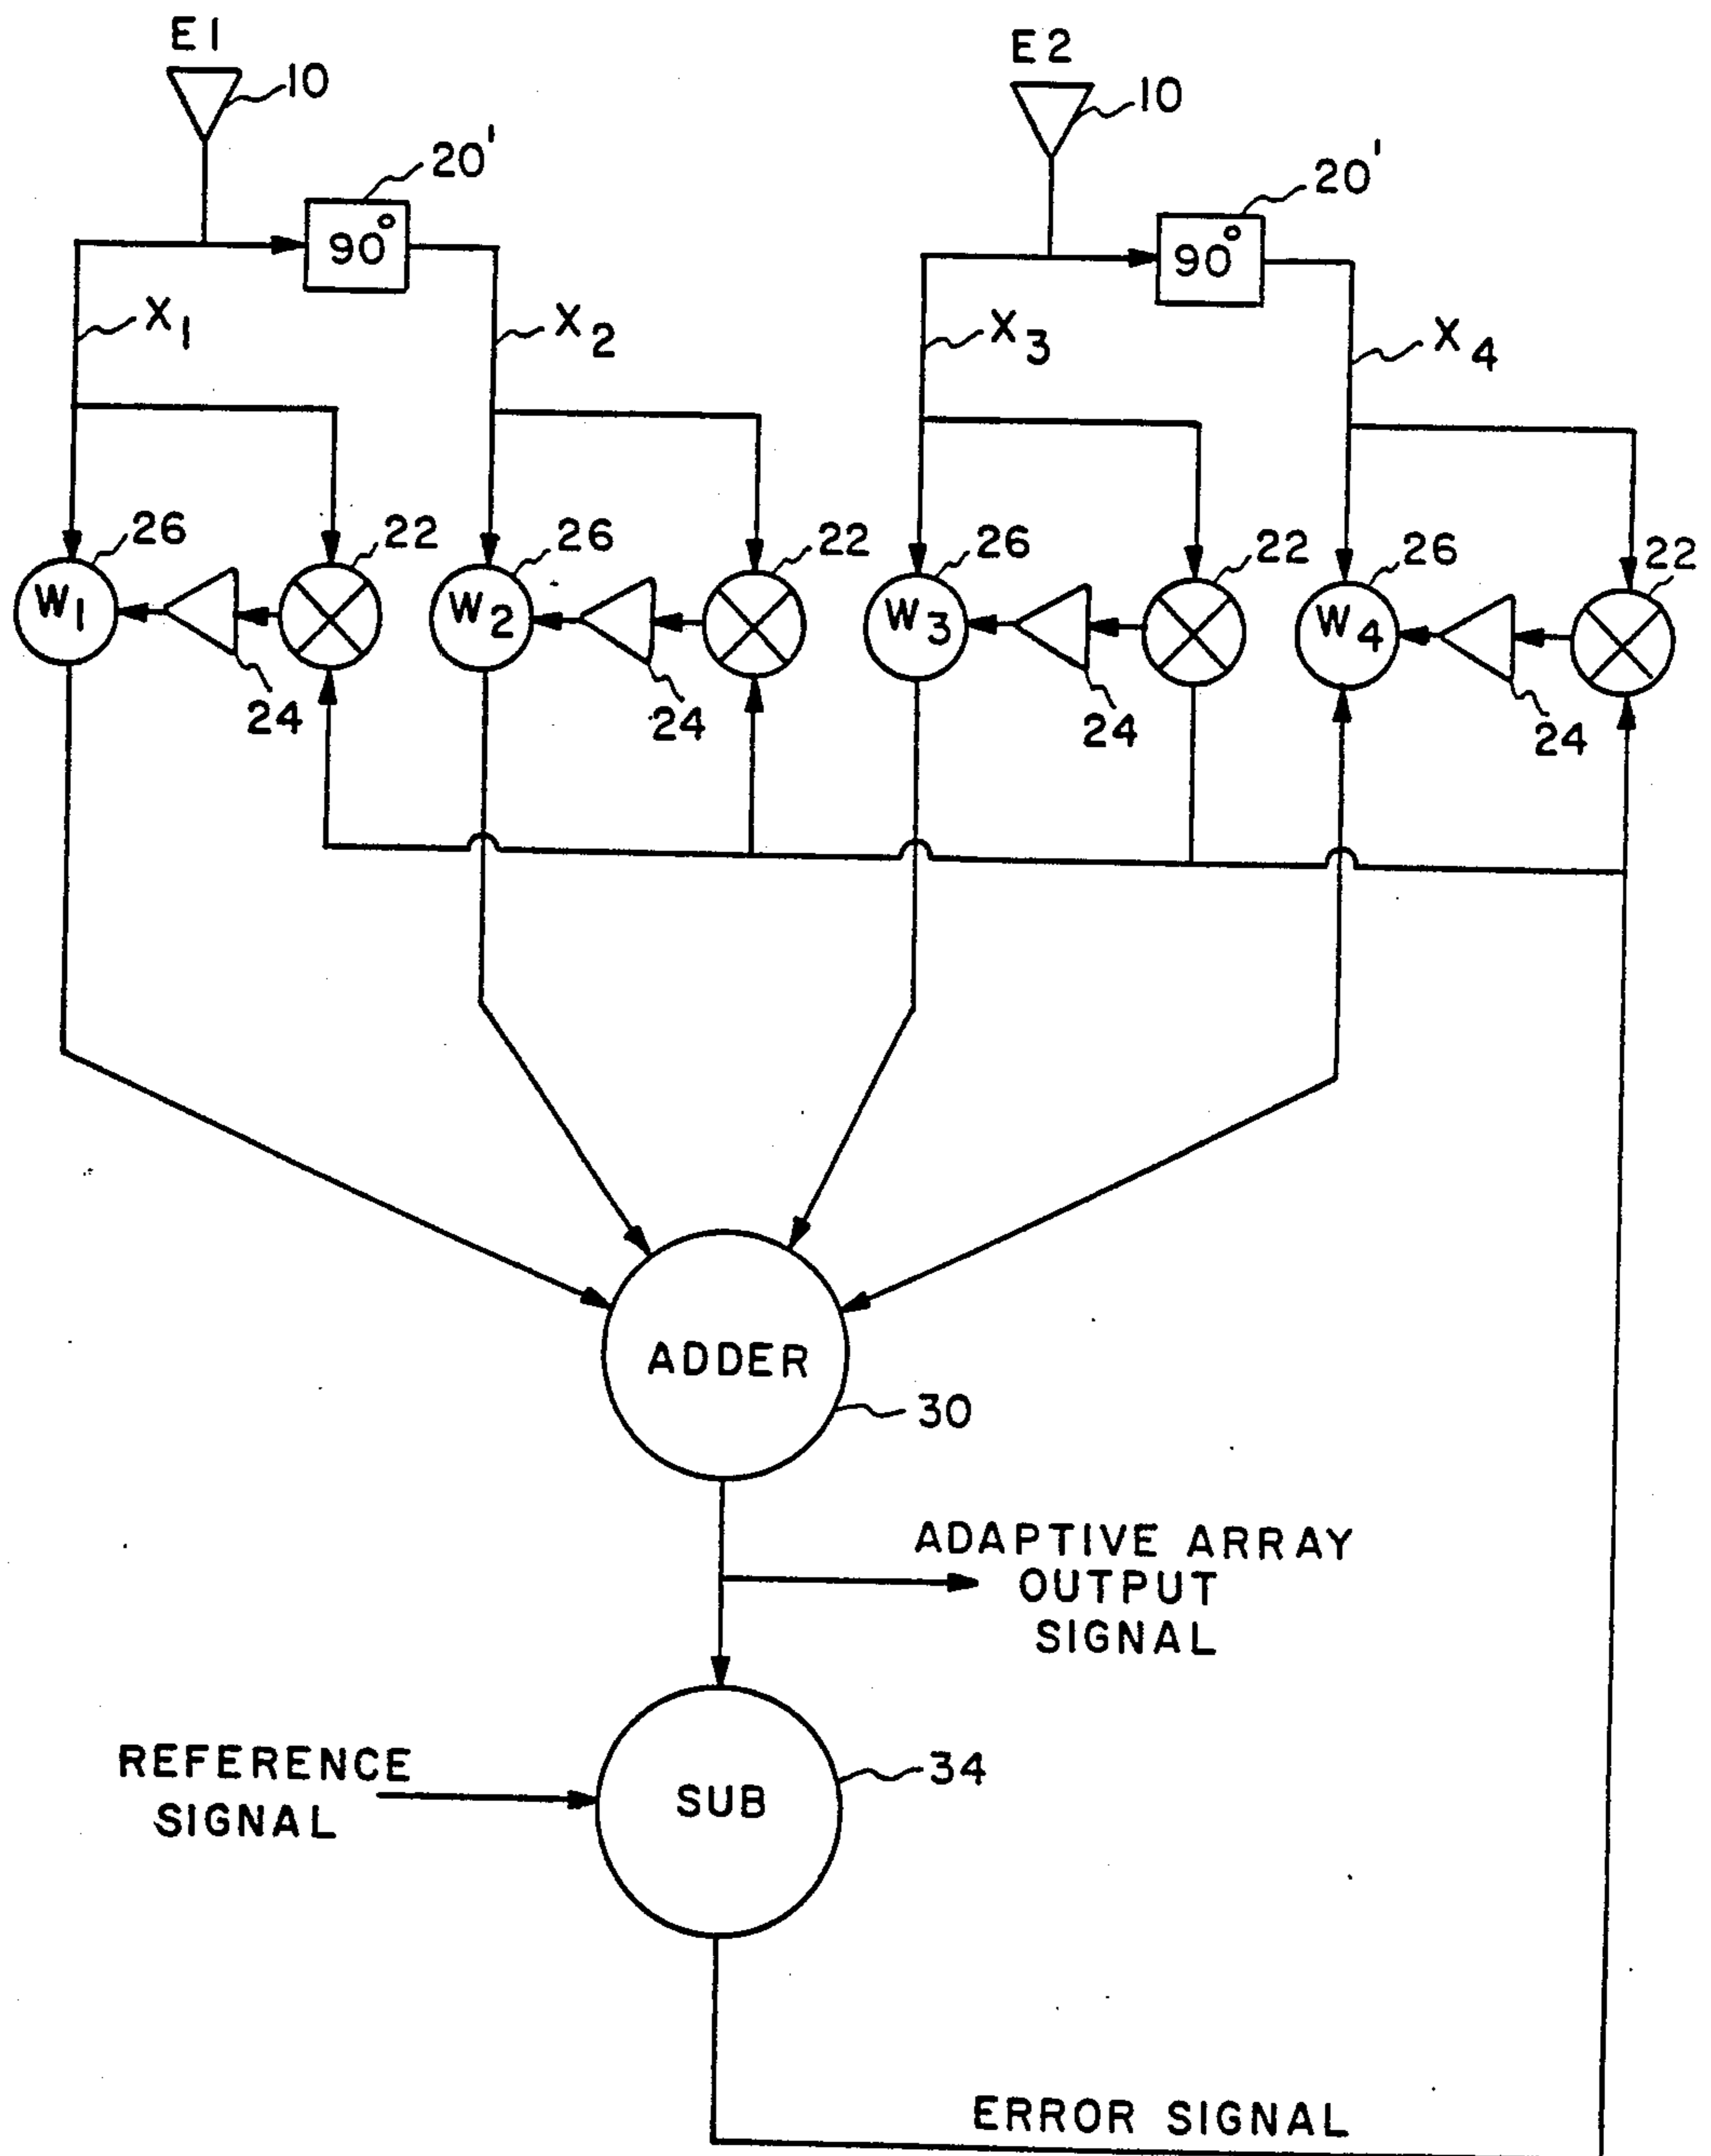 E1
E2
10
10
20'
20'
90°
90°
X1
X2
X3
X4
26
22
26
22
26
22
26
22
W1
W2
W3
W4
24
24
24
24
ADDER
30
ADAPTIVE ARRAY
OUTPUT
SIGNAL
REFERENCE
SIGNAL
SUB
34
ERROR SIGNAL